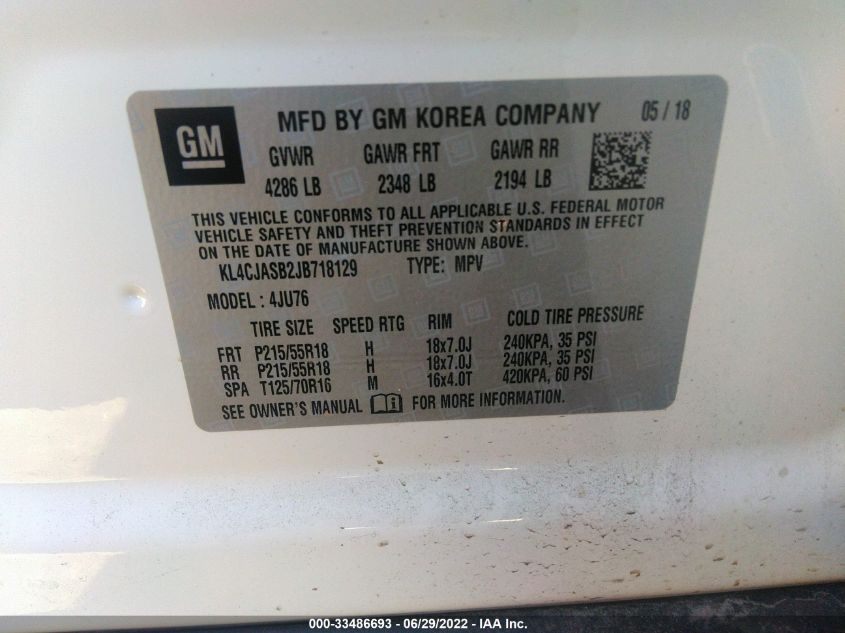 GM
MFD BY GM KOREA COMPANY 05 / 18
GVWR GAWR FRT GAWR RR
4286 LB 2348 LB 2194 LB
THIS VEHICLE CONFORMS TO ALL APPLICABLE U.S. FEDERAL MOTOR
VEHICLE SAFETY AND THEFT PREVENTION STANDARDS IN EFFECT
ON THE DATE OF MANUFACTURE SHOWN ABOVE.
KL4CJASB2JB718129 TYPE: MPV
MODEL : 4JU76
TIRE SIZE SPEED RTG RIM COLD TIRE PRESSURE
FRT P215/55R18 H 18x7.0J 240KPA, 35 PSI
RR P215/55R18 H 18x7.0J 240KPA, 35 PSI
SPA T125/70R16 M 16x4.0T 420KPA, 60 PSI
SEE OWNER'S MANUAL i FOR MORE INFORMATION.
000-33486693 - 06/29/2022 - IAA Inc.